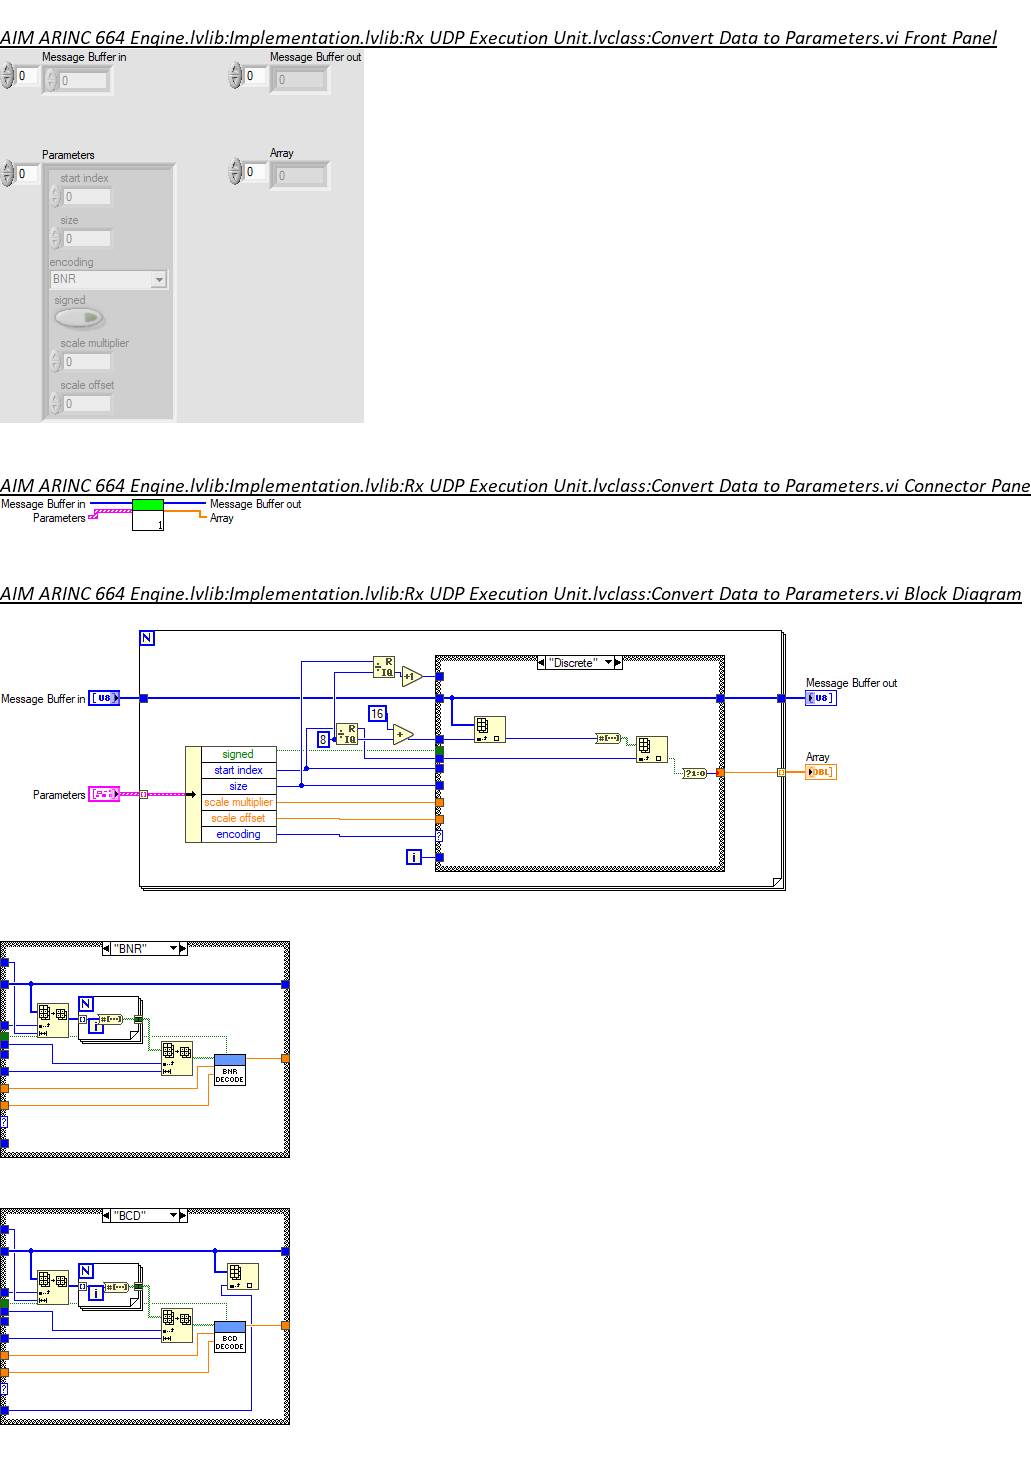 AIM ARINC 664 Engine.lvlib:Implementation.lvlib:Rx UDP Execution Unit.lvclass:Convert Data to Parameters.vi Front Panel
Message Buffer in
Message Buffer out
0
0
0
0
Parameters
Array
0
0
0
start index
0
size
0
encoding
BNR
signed
scale multiplier
0
scale offset
0
AIM ARINC 664 Engine.lvlib:Implementation.lvlib:Rx UDP Execution Unit.lvclass:Convert Data to Parameters.vi Connector Pane
Message Buffer in
Message Buffer out
Parameters
Array
1
AIM ARINC 664 Engine.lvlib:Implementation.lvlib:Rx UDP Execution Unit.lvclass:Convert Data to Parameters.vi Block Diagram
N
"Discrete"
R
IQ
+1
Message Buffer in
U8
Message Buffer out
U8
16
8
R
IQ
+
signed
start index
size
scale multiplier
scale offset
encoding
Parameters
#[...]
?1:0
Array
DBL
?
i
"BNR"
N
i
#[...]
BNR
DECODE
?
"BCD"
N
i
#[...]
BCD
DECODE
?